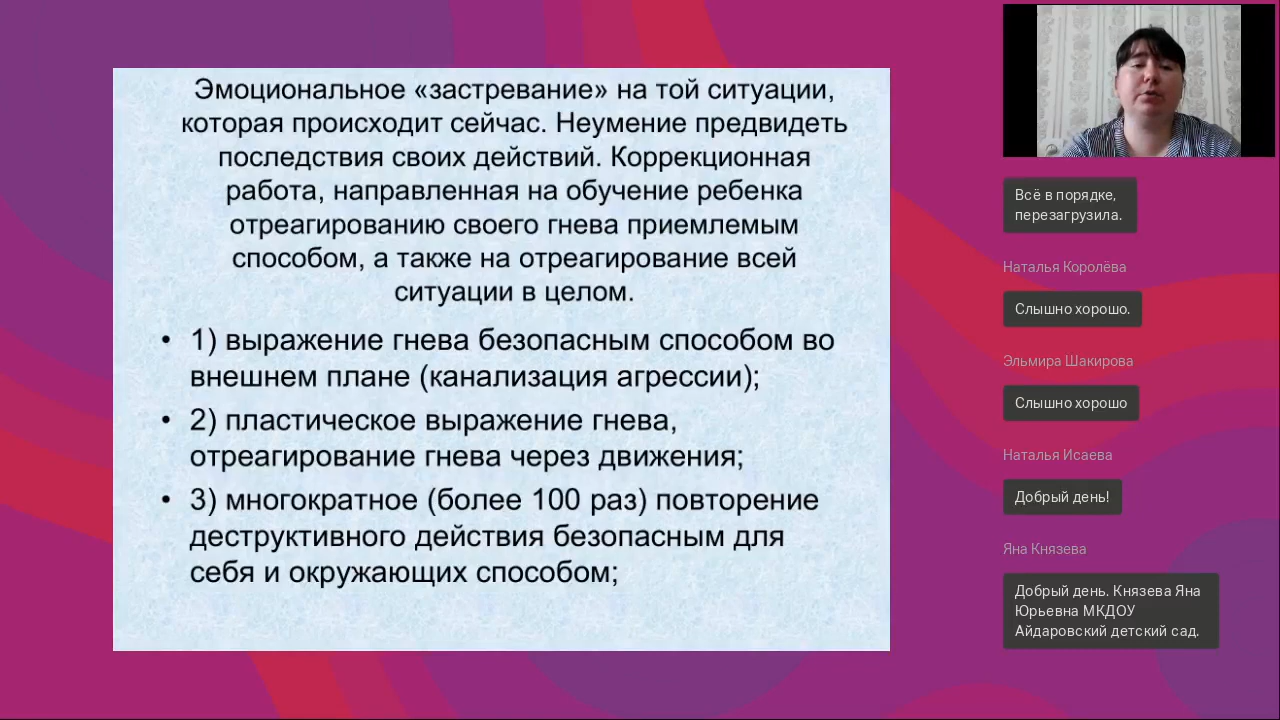 Эмоциональное «застревание» на той ситуации,
которая происходит сейчас. Неумение предвидеть
последствия своих действий. Коррекционная
работа, направленная на обучение ребенка
отреагированию своего гнева приемлемым
способом, а также на отреагирование всей
ситуации в целом.
• 1) выражение гнева безопасным способом во
внешнем плане (канализация агрессии);
• 2) пластическое выражение гнева,
отреагирование гнева через движения;
• 3) многократное (более 100 раз) повторение
деструктивного действия безопасным для
себя и окружающих способом;
Всё в порядке,
перезагрузила.
Наталья Королёва
Слышно хорошо.
Эльмира Шакирова
Слышно хорошо
Наталья Исаева
Добрый день!
Яна Князева
Добрый день. Князева Яна
Юрьевна МКДОУ
Айдаровский детский сад.